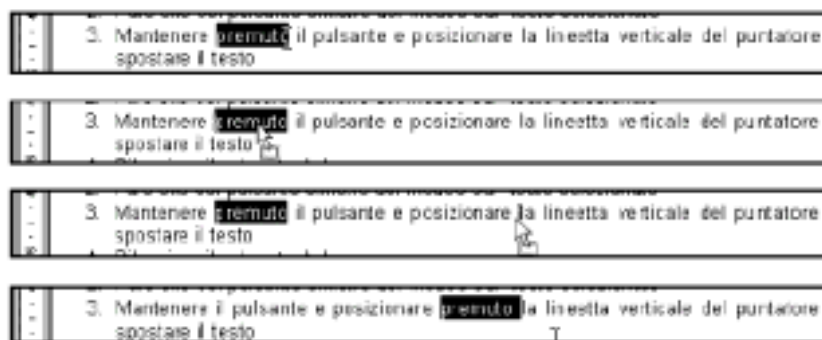 3. Mantenere premuto il pulsante e posizionare la lineetta verticale del puntatore
spostare il testo
3. Mantenere premuto il pulsante e posizionare la lineetta verticale del puntatore
spostare il testo
3. Mantenere premuto il pulsante e posizionare la lineetta verticale del puntatore
spostare il testo
3. Mantenere il pulsante e posizionare premuto la lineetta verticale del puntatore
spostare il testo